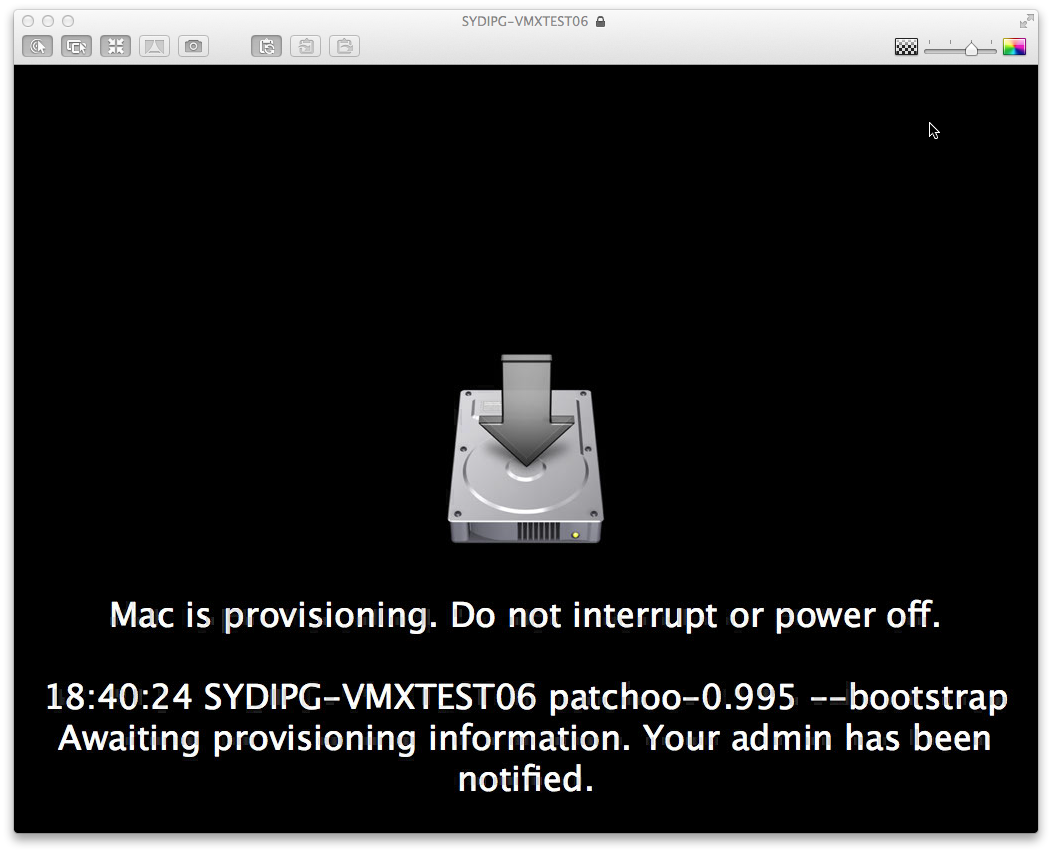 SYDIPG-VMXTEST06
Mac is provisioning. Do not interrupt or power off.
18:40:24 SYDIPG-VMXTEST06 patchoo-0.995 --bootstrap
Awaiting provisioning information. Your admin has been
notified.